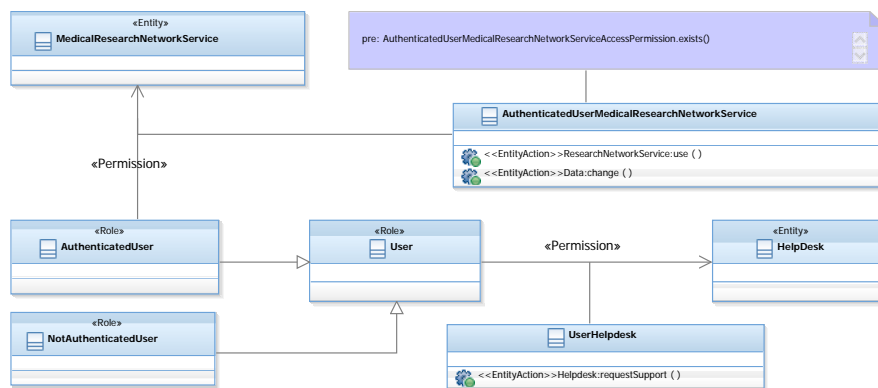 «Entity»
MedicalResearchNetworkService
pre: AuthenticatedUserMedicalResearchNetworkServiceAccessPermission.exists()
AuthenticatedUserMedicalResearchNetworkService
<<EntityAction>>ResearchNetworkService:use ( )
<<EntityAction>>Data:change ( )
«Permission»
«Role»
AuthenticatedUser
«Role»
User
«Permission»
«Entity»
HelpDesk
«Role»
NotAuthenticatedUser
UserHelpdesk
<<EntityAction>>Helpdesk:requestSupport ( )